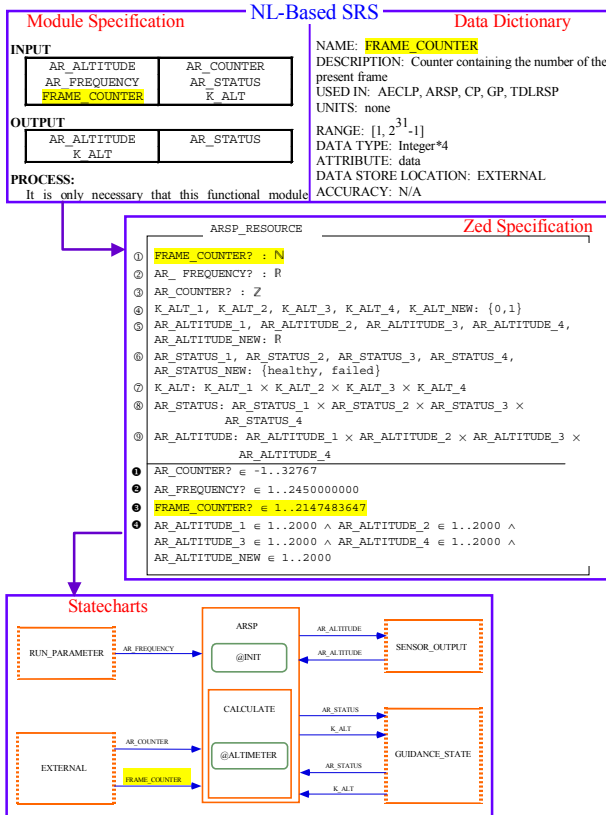 NL-Based SRS
Module Specification
INPUT
AR_ALTITUDE AR_COUNTER
AR_FREQUENCY AR_STATUS
FRAME_COUNTER K_ALT
OUTPUT
AR_ALTITUDE AR_STATUS
K_ALT
PROCESS:
It is only necessary that this functional module
Data Dictionary
NAME: FRAME_COUNTER
DESCRIPTION: Counter containing the number of the
present frame
USED IN: AECLP, ARSP, CP, GP, TDLRSP
UNITS: none
RANGE: [1, 2^31-1]
DATA TYPE: Integer*4
ATTRIBUTE: data
DATA STORE LOCATION: EXTERNAL
ACCURACY: N/A
ARSP_RESOURCE
Zed Specification
① FRAME_COUNTER? : ℕ
② AR_ FREQUENCY? : ℝ
③ AR_COUNTER? : ℤ
④ K_ALT_1, K_ALT_2, K_ALT_3, K_ALT_4, K_ALT_NEW: {0,1}
⑤ AR_ALTITUDE_1, AR_ALTITUDE_2, AR_ALTITUDE_3, AR_ALTITUDE_4,
AR_ALTITUDE_NEW: ℝ
⑥ AR_STATUS_1, AR_STATUS_2, AR_STATUS_3, AR_STATUS_4,
AR_STATUS_NEW: {healthy, failed}
⑦ K_ALT: K_ALT_1 × K_ALT_2 × K_ALT_3 × K_ALT_4
⑧ AR_STATUS: AR_STATUS_1 × AR_STATUS_2 × AR_STATUS_3 ×
AR_STATUS_4
⑨ AR_ALTITUDE: AR_ALTITUDE_1 × AR_ALTITUDE_2 × AR_ALTITUDE_3 ×
AR_ALTITUDE_4
❶ AR_COUNTER? ∈ -1..32767
❷ AR_FREQUENCY? ∈ 1..2450000000
❸ FRAME_COUNTER? ∈ 1..2147483647
❹ AR_ALTITUDE_1 ∈ 1..2000 ∧ AR_ALTITUDE_2 ∈ 1..2000 ∧
AR_ALTITUDE_3 ∈ 1..2000 ∧ AR_ALTITUDE_4 ∈ 1..2000 ∧
AR_ALTITUDE_NEW ∈ 1..2000
Statecharts
RUN_PARAMETER
AR_FREQUENCY
EXTERNAL
AR_COUNTER
FRAME_COUNTER
ARSP
@INIT
CALCULATE
@ALTIMETER
AR_ALTITUDE
AR_ALTITUDE
SENSOR_OUTPUT
AR_STATUS
K_ALT
AR_STATUS
K_ALT
GUIDANCE_STATE